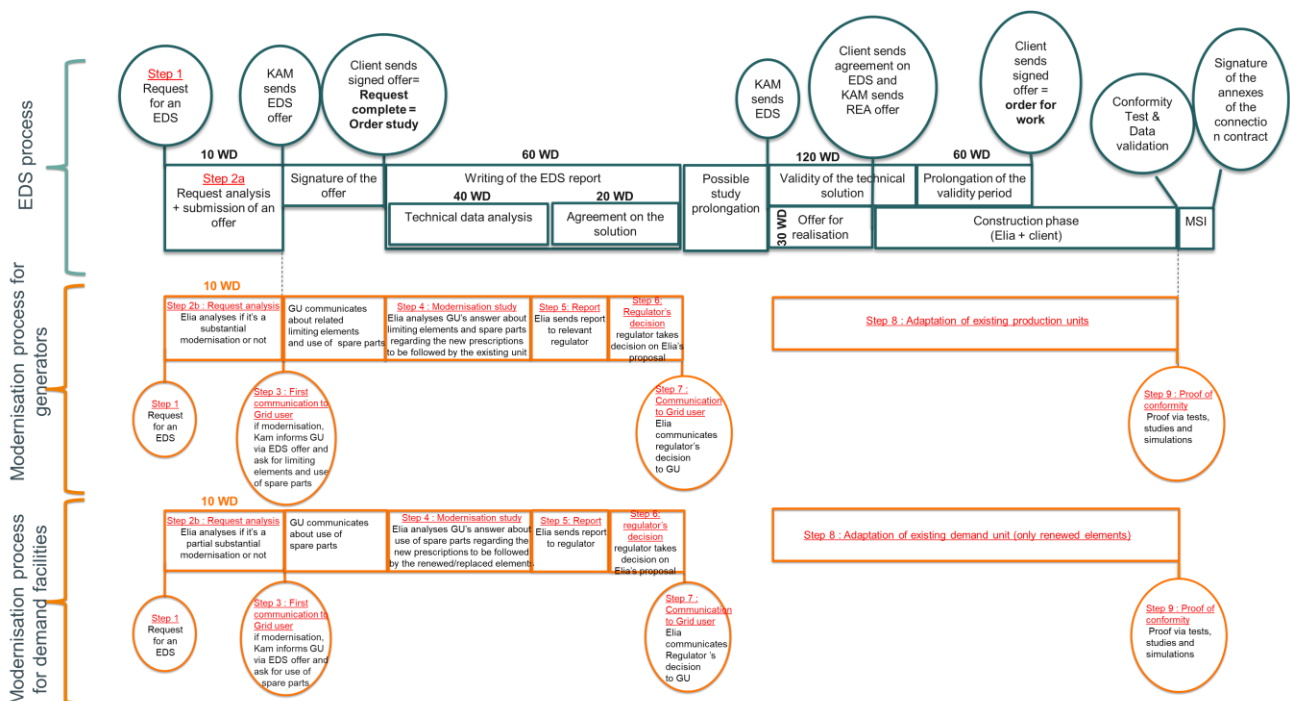 EDS process
Step 1
Request
for an
EDS
KAM
sends
EDS
offer
Client sends
signed offer=
Request
complete =
Order study
KAM
sends
EDS
Client sends
agreement on
EDS and
KAM sends
REA offer
Client
sends
signed
offer =
order for
work
Conformity
Test &
Data
validation
Signature
of the
annexes
of the
connectio
n contract
10 WD
60 WD
120 WD
60 WD
Step 2a
Request analysis
+ submission of an
offer
Signature of the
offer
Writing of the EDS report
40 WD
20 WD
Technical data analysis
Agreement on the
solution
Possible
study
prolongation
Validity of the technical
solution
Prolongation of the
validity period
30 WD
Offer for
realisation
Construction phase
(Elia + client)
MSI
Modernisation process for
generators
10 WD
Step 2b : Request analysis
Elia analyses if it's a
substantial
modernisation or not
GU communicates
about related
limiting elements
and use of spare parts
Step 4 : Modernisation study
Elia analyses GU's answer about
limiting elements and spare parts
regarding the new prescriptions
to be followed by the existing unit
Step 5: Report
Elia sends report
to relevant
regulator
Step 6:
Regulator's
decision
regulator takes
decision on Elia's
proposal
Step 8 : Adaptation of existing production units
Step 1
Request
for an
EDS
Step 3 : First
communication to
Grid user
if modernisation,
Kam informs GU
via EDS offer and
ask for limiting
elements and use
of spare parts
Step 7 :
Communication
to Grid user
Elia
communicates
regulator's
decision
to GU
Step 9 : Proof of
conformity
Proof via tests,
studies and
simulations
Modernisation process
for demand facilities
10 WD
Step 2b : Request analysis
Elia analyses if it's a
partial substantial
modernisation or not
GU communicates
about use of
spare parts
Step 4 : Modernisation study
Elia analyses GU's answer about
use of spare parts regarding the
new prescriptions to be followed
by the renewed/replaced elements
Step 5: Report
Elia sends report
to regulator
Step 6:
regulator's
decision
regulator takes
decision on
Elia's proposal
Step 8 : Adaptation of existing demand unit (only renewed elements)
Step 1
Request
for an
EDS
Step 3 : First
communication to
Grid user
if modernisation,
Kam informs GU
via EDS offer and
ask for use of
spare parts
Step 7 :
Communication
to Grid user
Elia
communicates
Regulator 's
decision
to GU
Step 9 : Proof of
conformity
Proof via tests,
studies and
simulations